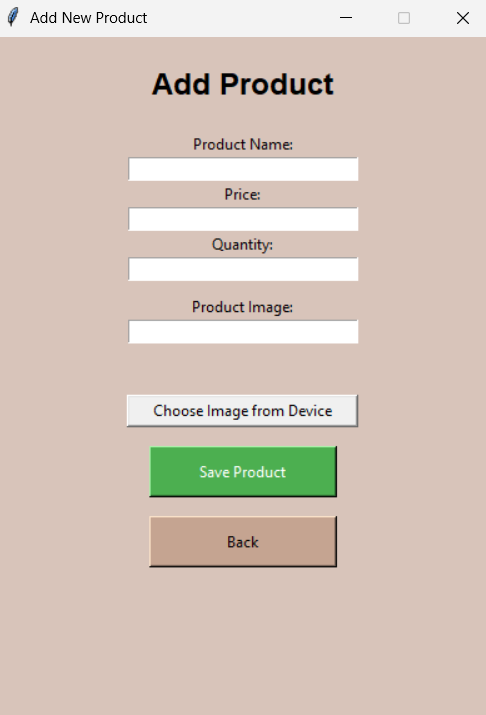 Add New Product
Add Product
Product Name:
Price:
Quantity:
Product Image:
Choose Image from Device
Save Product
Back